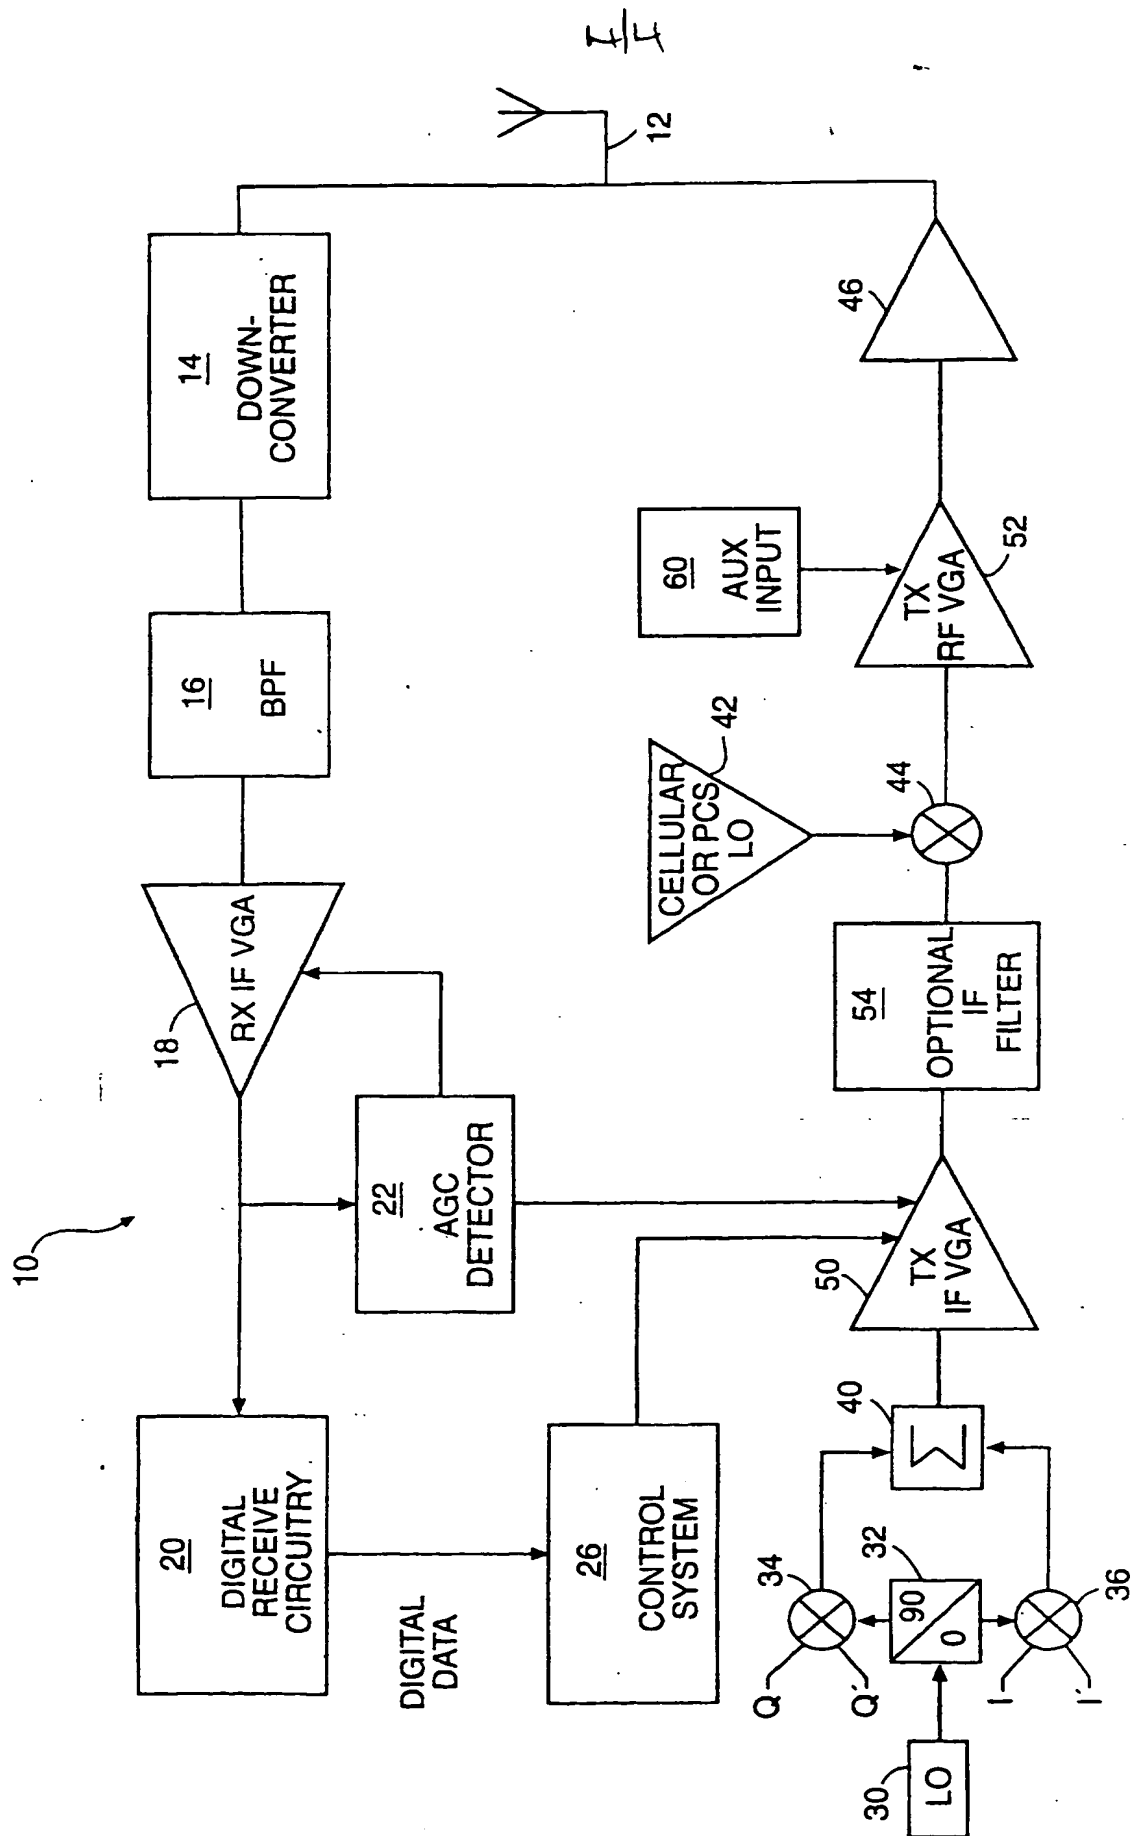 10
20
DIGITAL
RECEIVE
CIRCUITRY
18
RX IF VGA
16
BPF
14
DOWN-
CONVERTER
12
22
AGC
DETECTOR
DIGITAL
DATA
26
CONTROL
SYSTEM
CELLULAR
OR PCS
LO
42
60
AUX
INPUT
30
LO
Q
Q'
34
90
0
32
I
I'
36
40
Σ
50
TX
IF VGA
54
OPTIONAL
IF
FILTER
44
TX
RF VGA
52
46